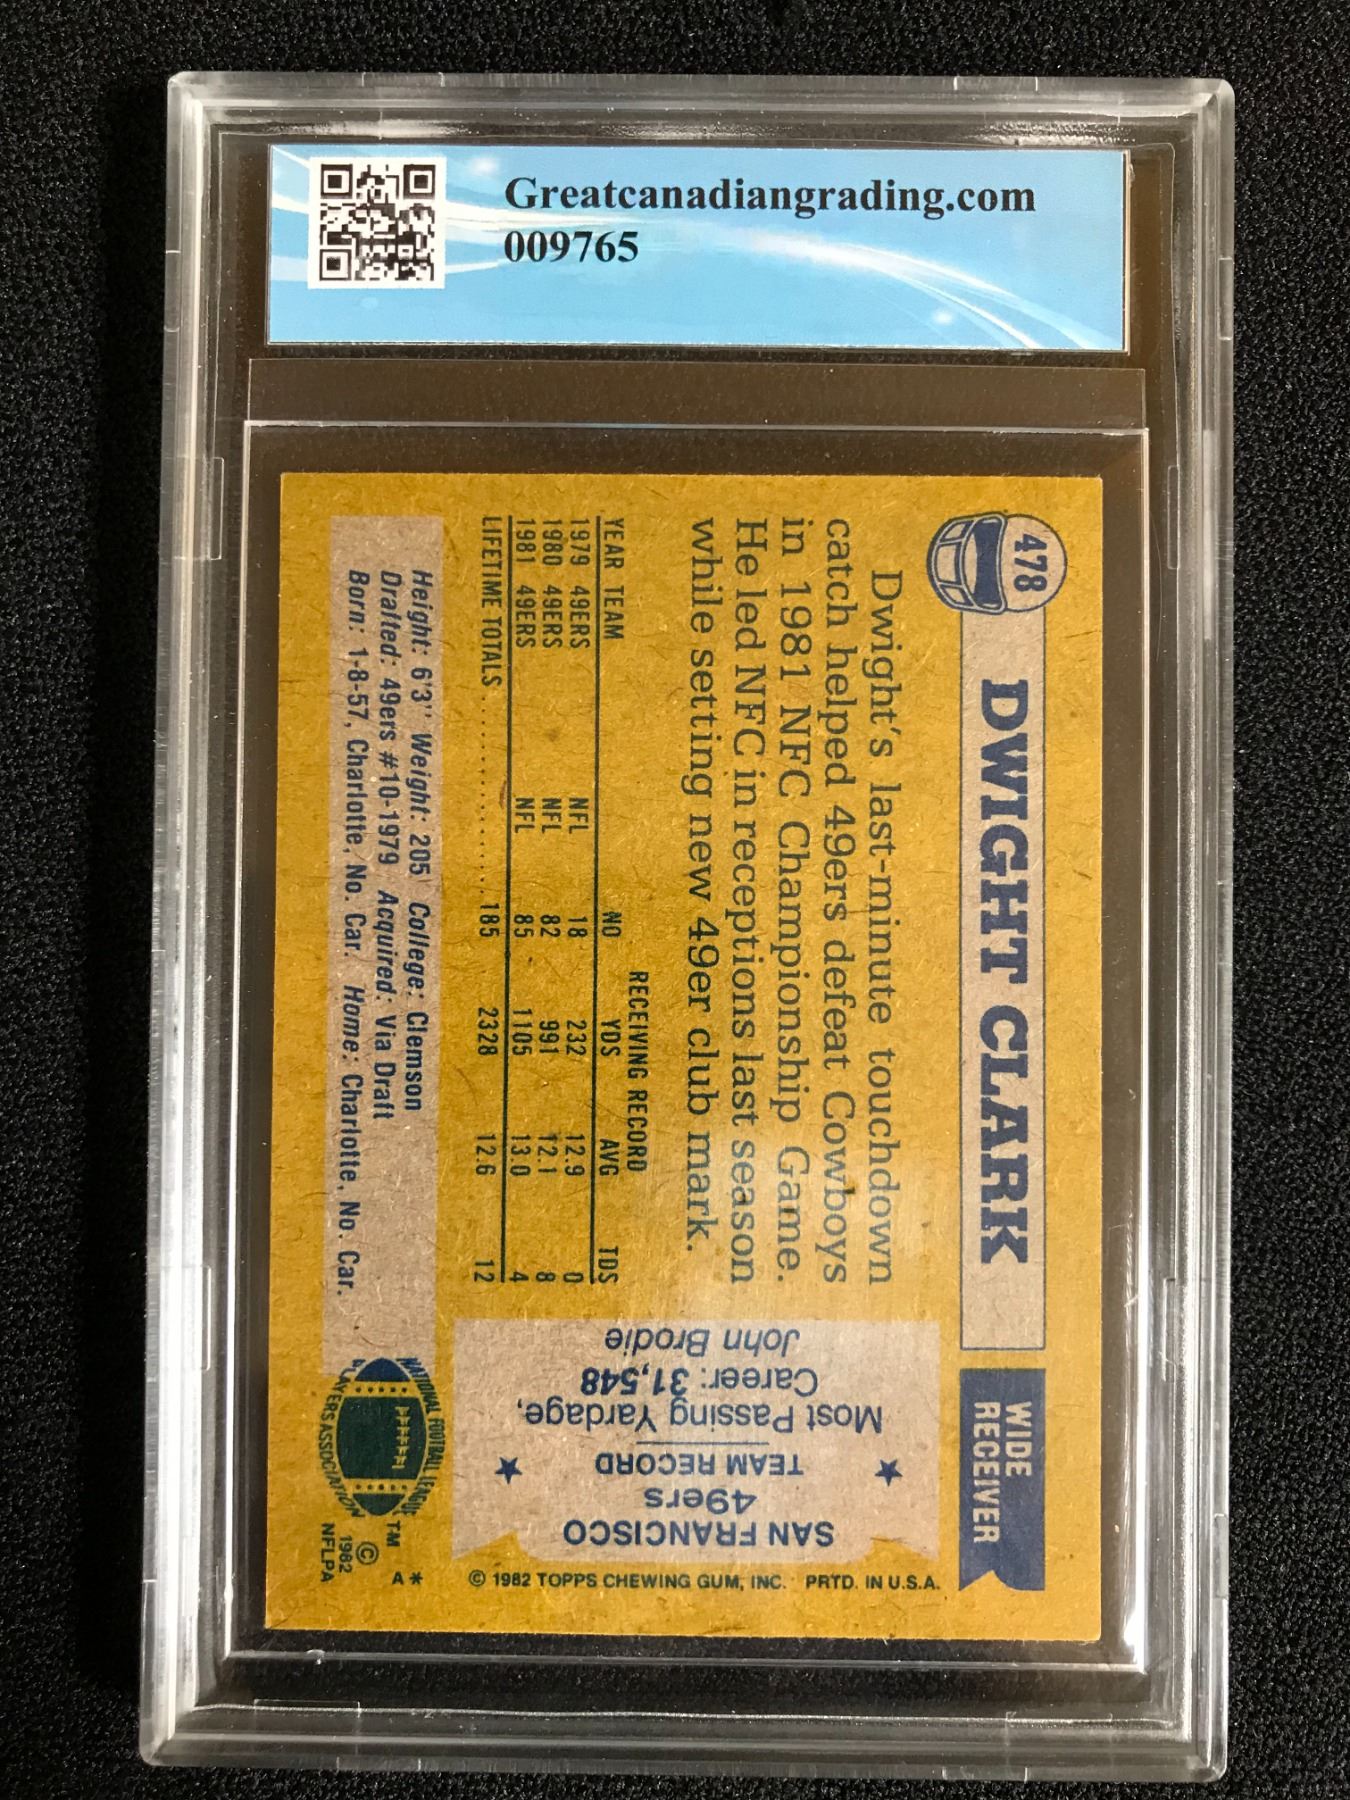 Greatcanadiangrading.com
009765
478
DWIGHT CLARK
WIDE
RECEIVER
Dwight's last-minute touchdown
catch helped 49ers defeat Cowboys
in 1981 NFC Championship Game.
He led NFC in receptions last season
while setting new 49er club mark.
RECEIVING RECORD
YEAR TEAM NO YDS AVG TDS
1979 49ERS NFL 18 232 12.9 0
1980 49ERS NFL 82 991 12.1 8
1981 49ERS NFL 85 1105 13.0 4
LIFETIME TOTALS 185 2328 12.6 12
Height: 6'3" Weight: 205 College: Clemson
Drafted: 49ers #10-1979 Acquired: Via Draft
Born: 1-8-57, Charlotte, No. Car. Home: Charlotte, No. Car.
SAN FRANCISCO
49ers
TEAM RECORD
Most Passing Yardage,
Career: 31,548
John Brodie
NATIONAL FOOTBALL LEAGUE
PLAYERS ASSOCIATION
TM
©
1982
NFLPA
A*
© 1982 TOPPS CHEWING GUM, INC. PRTD. IN U.S.A.